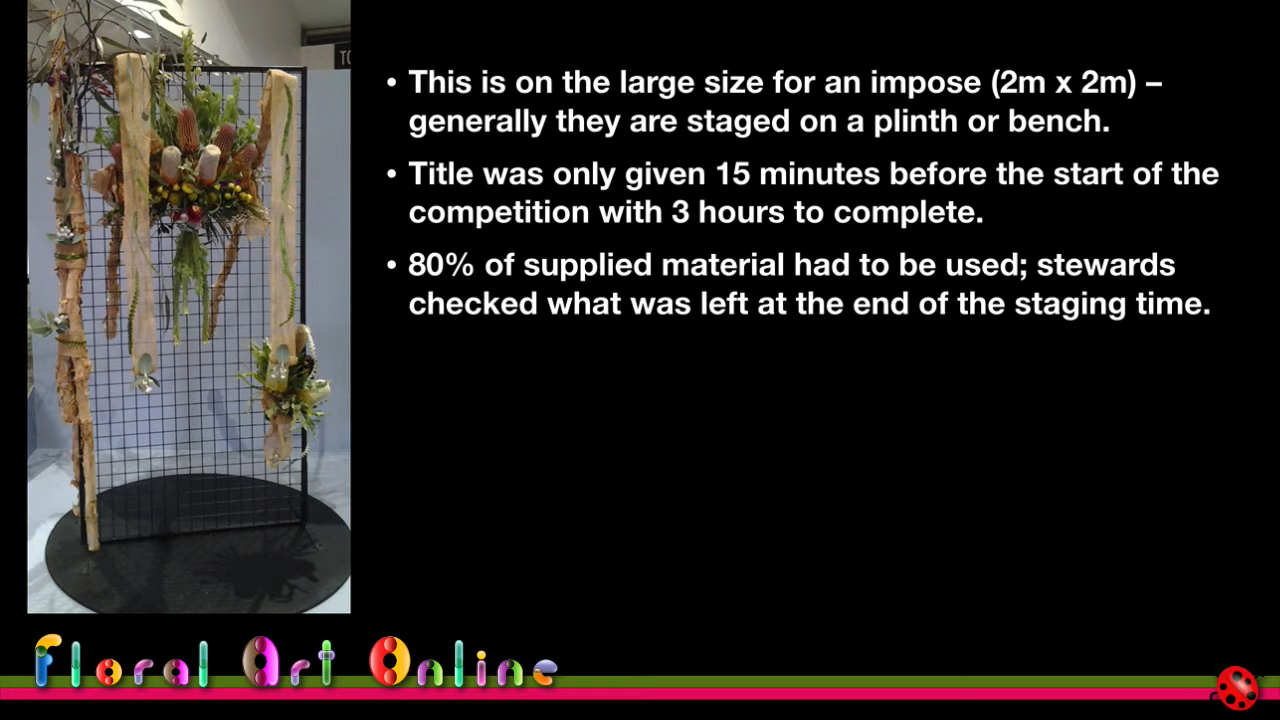 • This is on the large size for an impose (2m x 2m) –
generally they are staged on a plinth or bench.
• Title was only given 15 minutes before the start of the
competition with 3 hours to complete.
• 80% of supplied material had to be used; stewards
checked what was left at the end of the staging time.
Floral Art Online